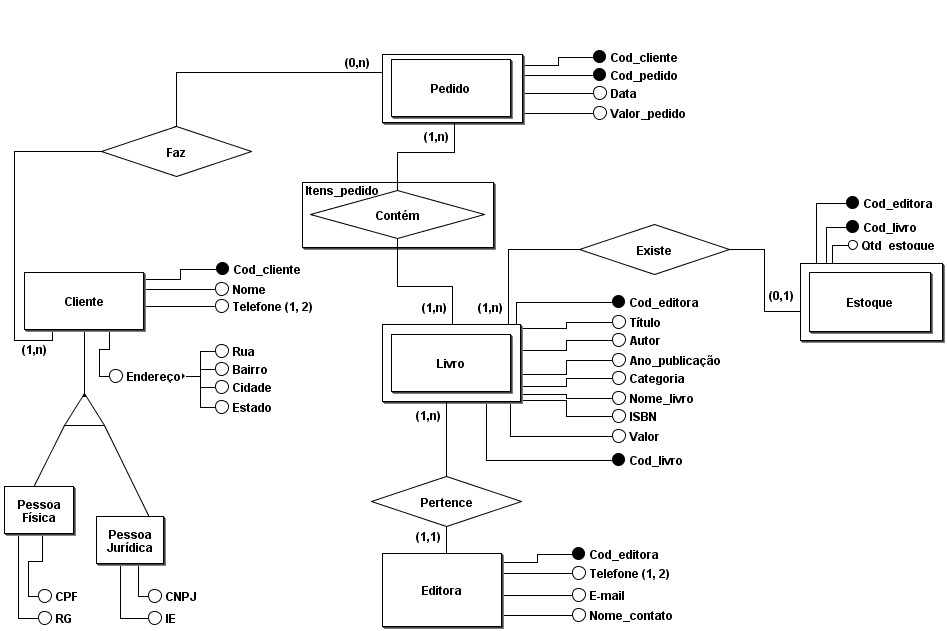 (0,n)
Pedido
Cod_cliente
Cod_pedido
Data
Valor_pedido
(1,n)
Faz
Itens_pedido
Contém
Existe
Cod_editora
Cod_livro
Qtd_estoque
Estoque
(0,1)
Cliente
Cod_cliente
Nome
Telefone (1, 2)
(1,n)
Endereço
Rua
Bairro
Cidade
Estado
(1,n)
(1,n)
Livro
Cod_editora
Título
Autor
Ano_publicação
Categoria
Nome_livro
ISBN
Valor
Cod_livro
(1,n)
Pertence
(1,1)
Pessoa
Física
Pessoa
Jurídica
CPF
RG
CNPJ
IE
Editora
Cod_editora
Telefone (1, 2)
E-mail
Nome_contato